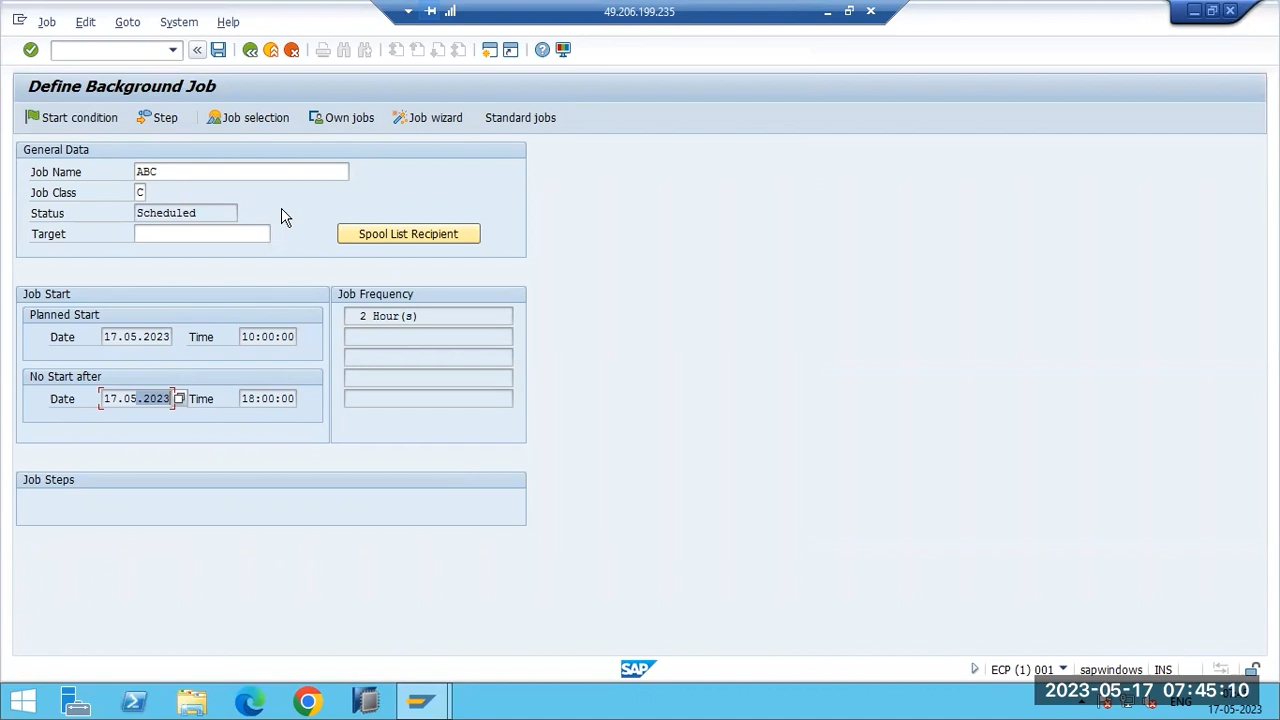 49.206.199.235
Job Edit Goto System Help
Define Background Job
Start condition Step Job selection Own jobs Job wizard Standard jobs
General Data
Job Name ABC
Job Class C
Status Scheduled
Target
Spool List Recipient
Job Start
Job Frequency
Planned Start
2 Hour(s)
Date 17.05.2023 Time 10:00:00
No Start after
Date 17.05.2023 Time 18:00:00
Job Steps
SAP
ECP (1) 001 sapwindows INS
2023-05-17 07:45:10
ENG
17-05-2023